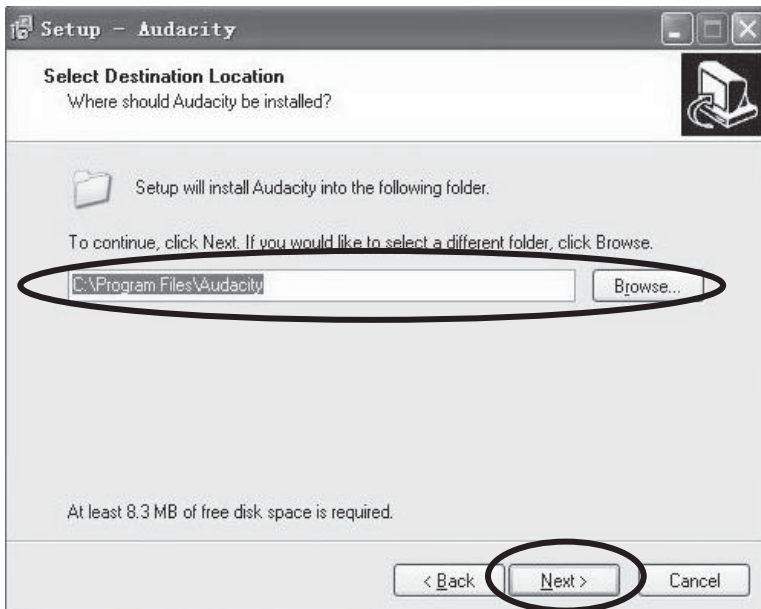 Setup - Audacity
Select Destination Location
Where should Audacity be installed?
Setup will install Audacity into the following folder.
To continue, click Next. If you would like to select a different folder, click Browse.
C:\Program Files\Audacity
Browse...
At least 8.3 MB of free disk space is required.
< Back
Next >
Cancel